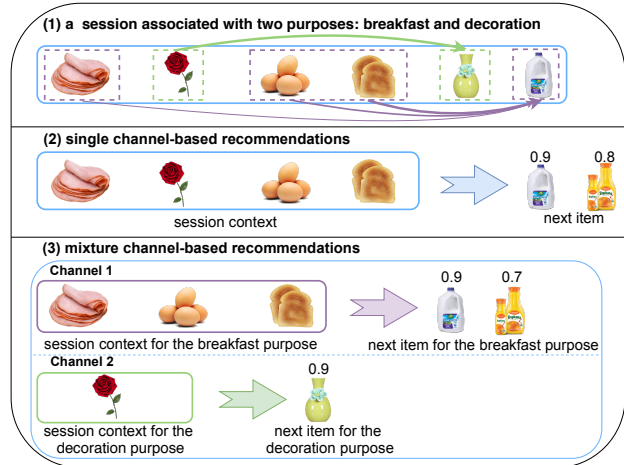 (1) a session associated with two purposes: breakfast and decoration
(2) single channel-based recommendations
0.9 0.8
session context
next item
(3) mixture channel-based recommendations
Channel 1
0.9 0.7
session context for the breakfast purpose
next item for the breakfast purpose
Channel 2
0.9
session context for the
decoration purpose
next item for the
decoration purpose